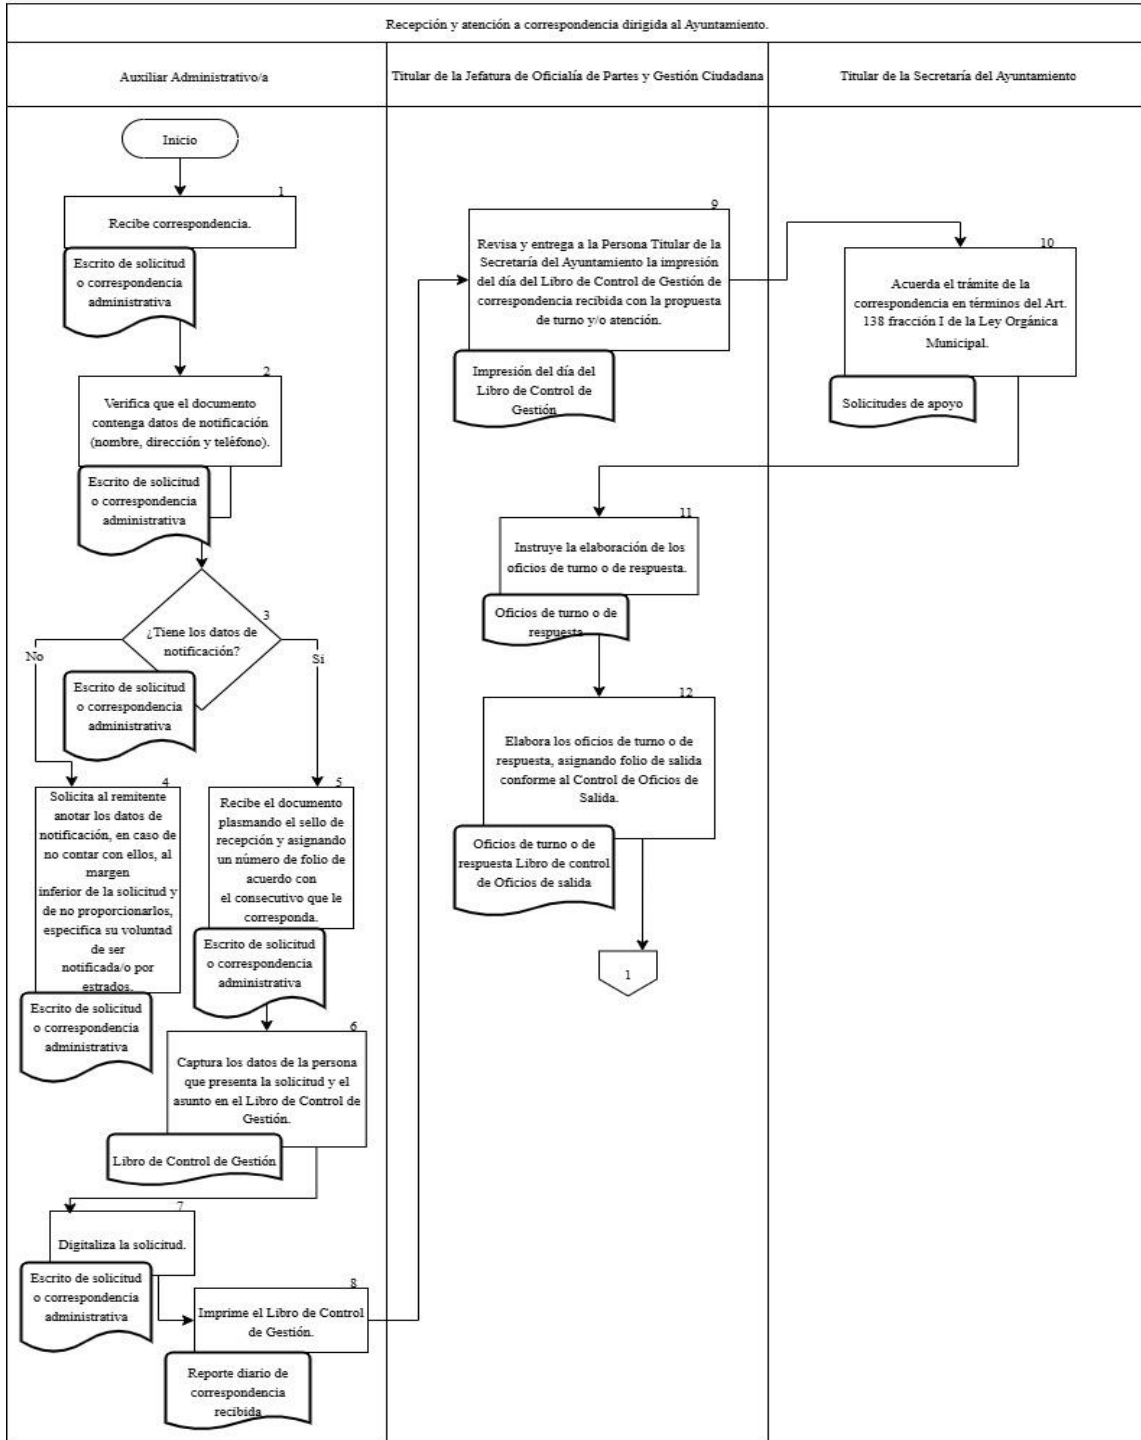 Recepción y atención a correspondencia dirigida al Ayuntamiento.
Auxiliar Administrativo/a
Titular de la Jefatura de Oficialía de Partes y Gestión Ciudadana
Titular de la Secretaría del Ayuntamiento
Inicio
1
Recibe correspondencia.
Escrito de solicitud
o correspondencia
administrativa
2
Verifica que el documento
contenga datos de notificación
(nombre, dirección y teléfono).
Escrito de solicitud
o correspondencia
administrativa
3
¿Tiene los datos de
notificación?
No
Si
Escrito de solicitud
o correspondencia
administrativa
4
Solicita al remitente
anotar los datos de
notificación, en caso de
no contar con ellos, al
margen
inferior de la solicitud y
de no proporcionarlos,
especifica su voluntad
de ser
notificada/o por
estrados.
Escrito de solicitud
o correspondencia
administrativa
5
Recibe el documento
plasmando el sello de
recepción y asignando
un número de folio de
acuerdo con
el consecutivo que le
corresponda.
Escrito de solicitud
o correspondencia
administrativa
6
Captura los datos de la persona
que presenta la solicitud y el
asunto en el Libro de Control de
Gestión.
Libro de Control de Gestión
7
Digitaliza la solicitud.
Escrito de solicitud
o correspondencia
administrativa
8
Imprime el Libro de Control
de Gestión.
Reporte diario de
correspondencia
recibida
9
Revisa y entrega a la Persona Titular de la
Secretaría del Ayuntamiento la impresión
del día del Libro de Control de Gestión de
correspondencia recibida con la propuesta
de turno y/o atención.
Impresión del día del
Libro de Control de
Gestión
10
Acuerda el trámite de la
correspondencia en términos del Art.
138 fracción I de la Ley Orgánica
Municipal.
Solicitudes de apoyo
11
Instruye la elaboración de los
oficios de turno o de respuesta.
Oficios de turno o de
respuesta
12
Elabora los oficios de turno o de
respuesta, asignando folio de salida
conforme al Control de Oficios de
Salida.
Oficios de turno o de
respuesta Libro de control
de Oficios de salida
1